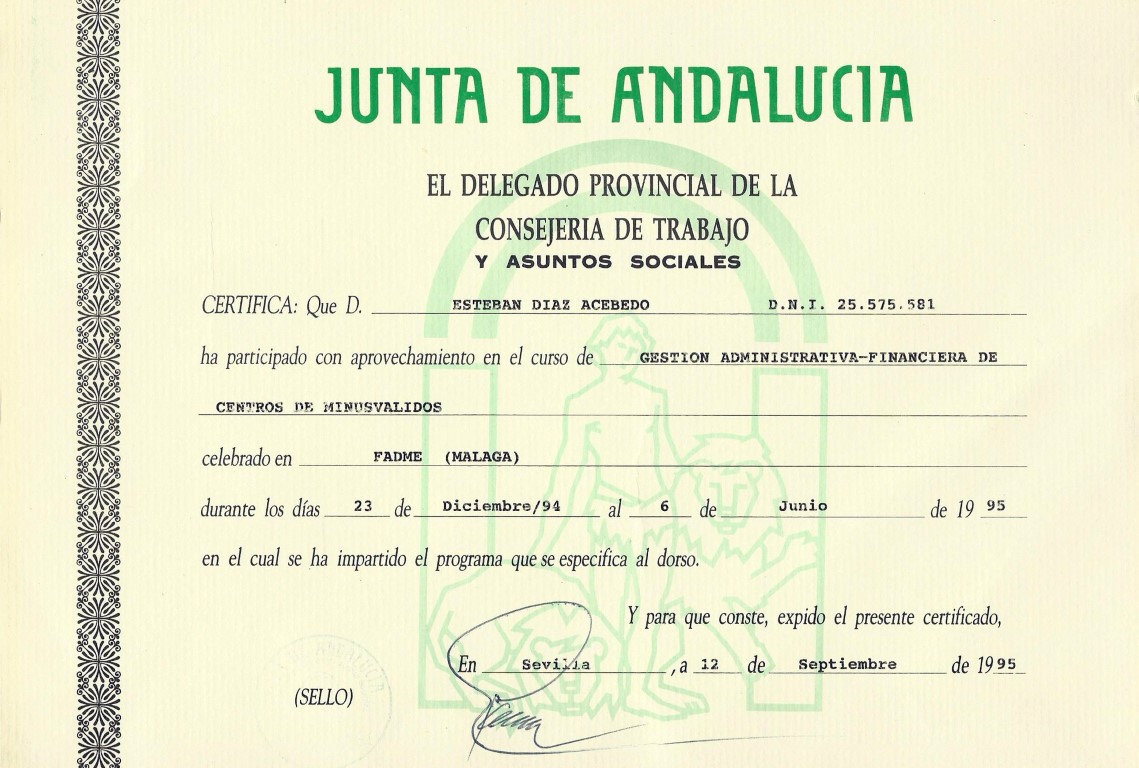 JUNTA DE ANDALUCIA
EL DELEGADO PROVINCIAL DE LA
CONSEJERIA DE TRABAJO
Y ASUNTOS SOCIALES
CERTIFICA: Que D. ESTEBAN DIAZ ACEBEDO D.N.I. 25.575.581
ha participado con aprovechamiento en el curso de GESTION ADMINISTRATIVA-FINANCIERA DE
CENTROS DE MINUSVALIDOS
celebrado en FADME (MALAGA)
durante los días 23 de Diciembre/94 al 6 de Junio de 19 95
en el cual se ha impartido el programa que se especifica al dorso.
Y para que conste, expido el presente certificado,
En Sevilla, a 12 de Septiembre de 1995
(SELLO)
ANDALUCIA